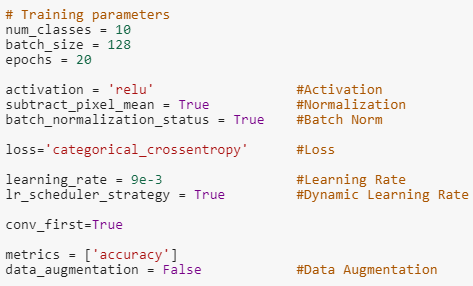 # Training parameters
num_classes = 10
batch_size = 128
epochs = 20
activation = 'relu' #Activation
subtract_pixel_mean = True #Normalization
batch_normalization_status = True #Batch Norm
loss='categorical_crossentropy' #Loss
learning_rate = 9e-3 #Learning Rate
lr_scheduler_strategy = True #Dynamic Learning Rate
conv_first=True
metrics = ['accuracy']
data_augmentation = False #Data Augmentation